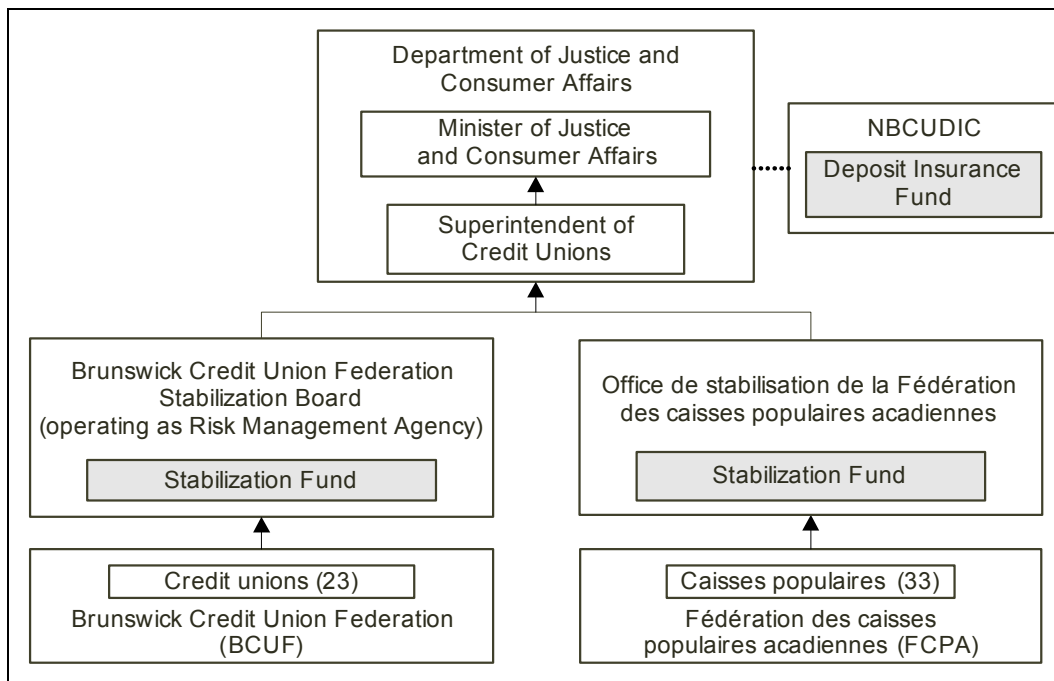 Department of Justice and
Consumer Affairs
Minister of Justice
and Consumer Affairs
Superintendent of
Credit Unions
NBCUDIC
Deposit Insurance
Fund
Brunswick Credit Union Federation
Stabilization Board
(operating as Risk Management Agency)
Stabilization Fund
Office de stabilisation de la Fédération
des caisses populaires acadiennes
Stabilization Fund
Credit unions (23)
Brunswick Credit Union Federation
(BCUF)
Caisses populaires (33)
Fédération des caisses
populaires acadiennes (FCPA)